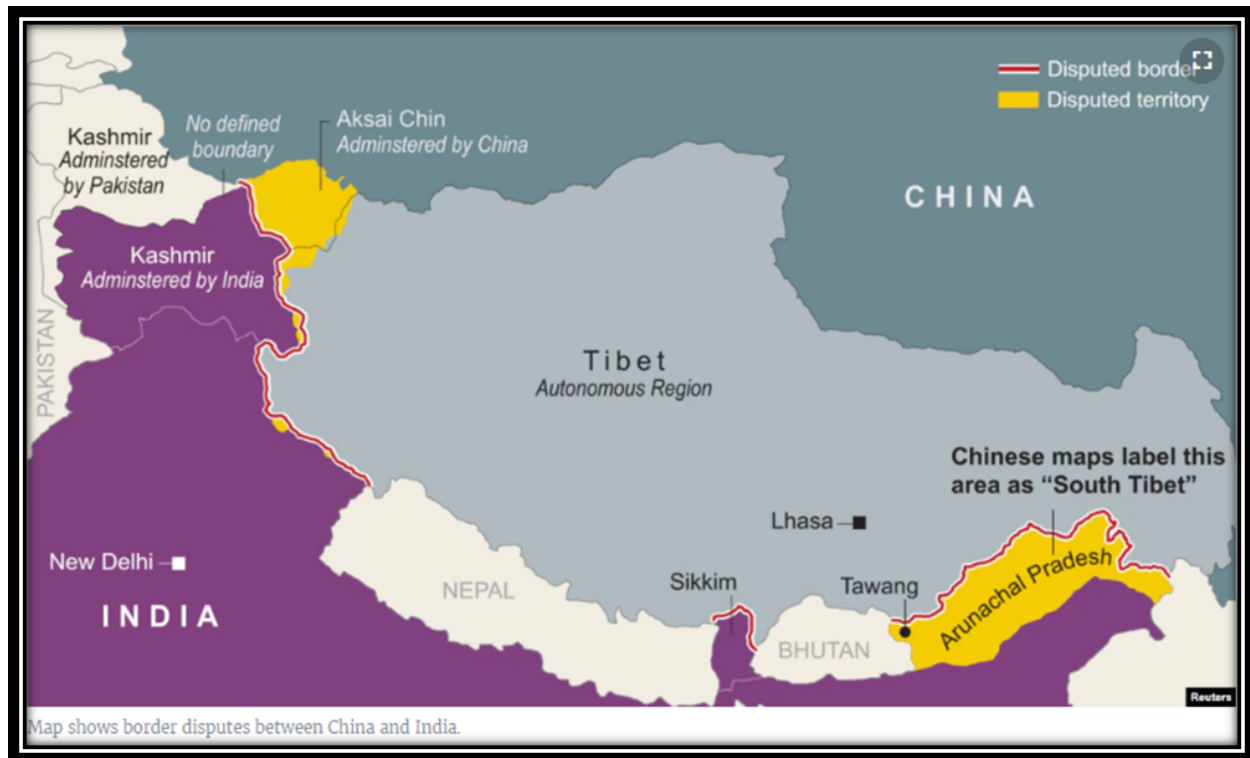 Disputed border
Disputed territory
Kashmir
Adminstered
by Pakistan
No defined
boundary
Aksai Chin
Adminstered by China
CHINA
Kashmir
Adminstered by India
PAKISTAN
Tibet
Autonomous Region
Chinese maps label this
area as “South Tibet”
Lhasa
New Delhi
INDIA
NEPAL
Sikkim
Tawang
Arunachal Pradesh
BHUTAN
Reuters
Map shows border disputes between China and India.